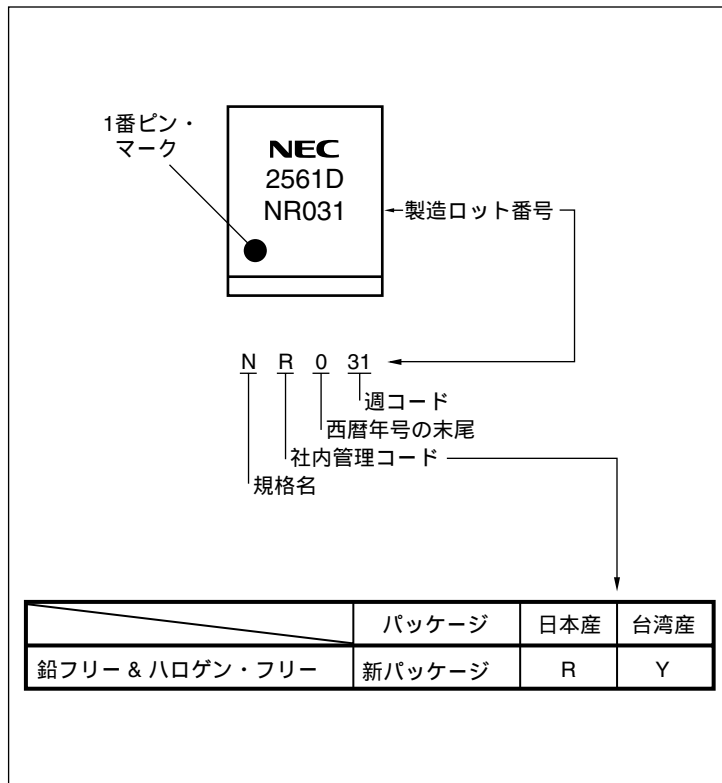 1番ピン・
マーク
NEC
2561D
NR031
製造ロット番号
N R 0 31
週コード
西暦年号の末尾
社内管理コード
規格名
パッケージ 日本産 台湾産
鉛フリー & ハロゲン・フリー 新パッケージ R Y